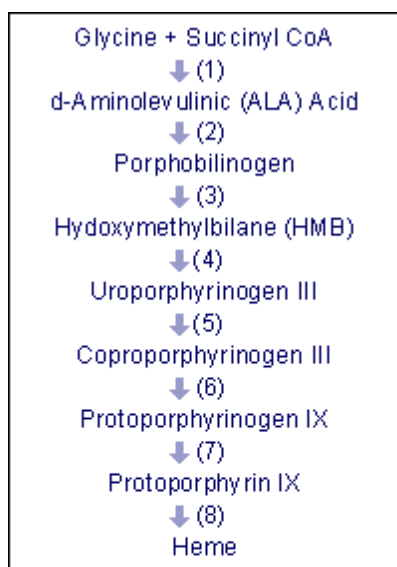 Glycine + Succinyl CoA
(1)
d-Aminolevulinic (ALA) Acid
(2)
Porphobilinogen
(3)
Hydoxymethylbilane (HMB)
(4)
Uroporphyrinogen III
(5)
Coproporphyrinogen III
(6)
Protoporphyrinogen IX
(7)
Protoporphyrin IX
(8)
Heme